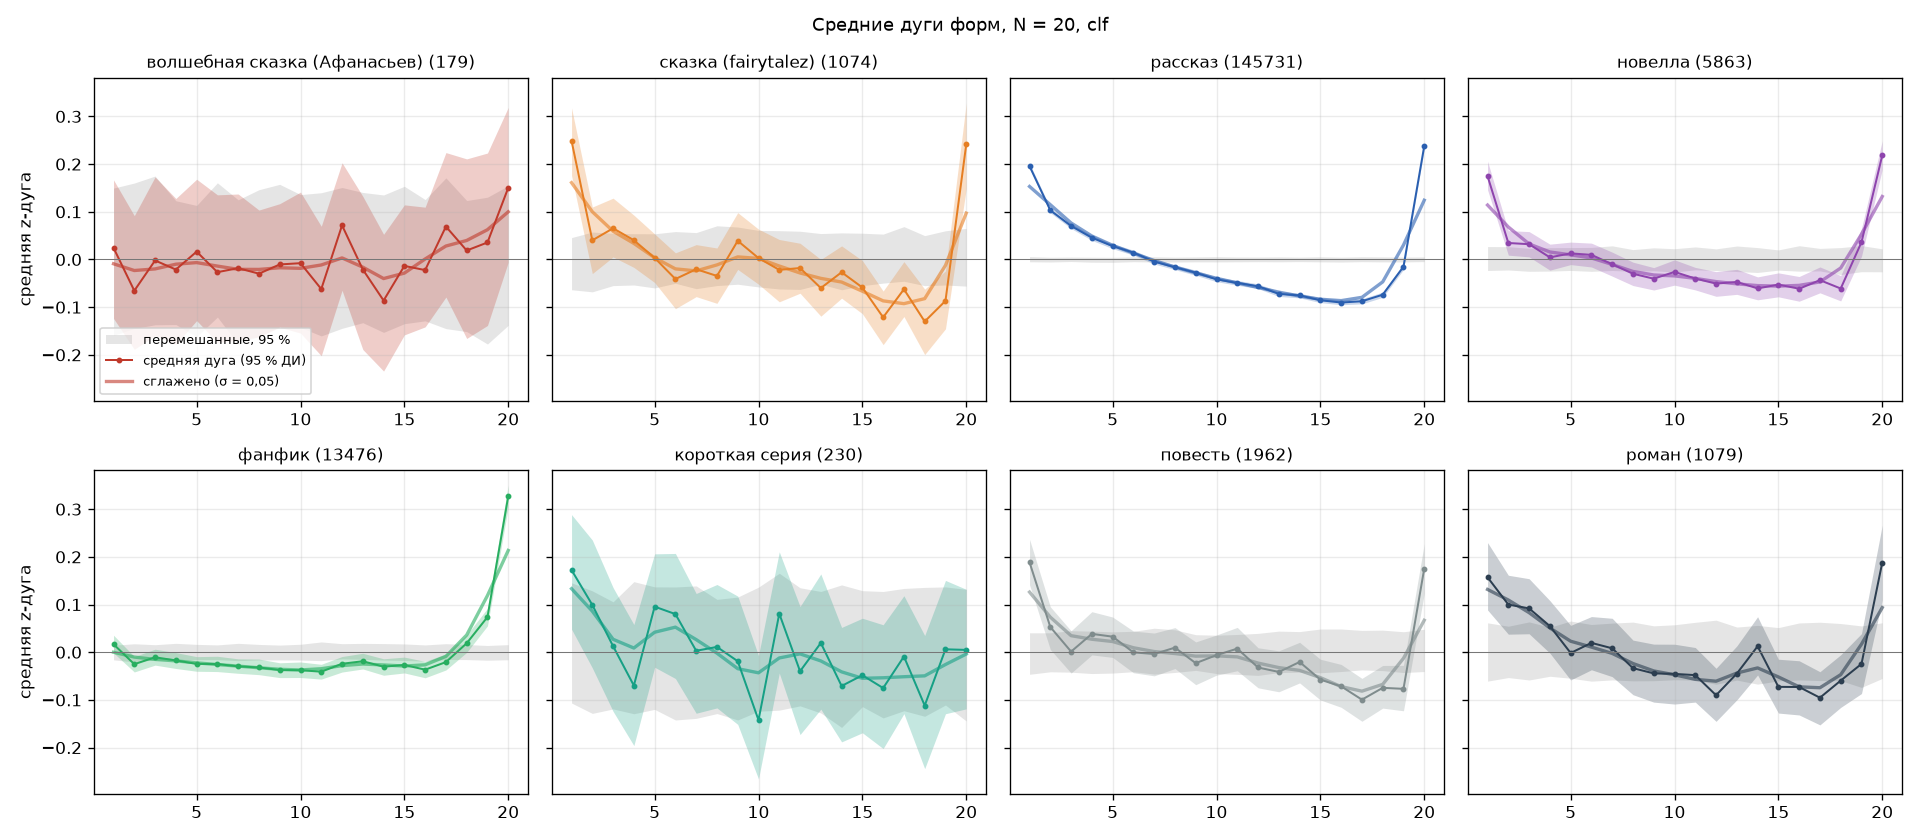 Средние дуги форм, N = 20, clf
волшебная сказка (Афанасьев) (179)
сказка (fairytalez) (1074)
рассказ (145731)
новелла (5863)
средняя z-дуга
0.3
0.2
0.1
0.0
−0.1
−0.2
перемешанные, 95 %
средняя дуга (95 % ДИ)
сглажено (σ = 0,05)
5 10 15 20
5 10 15 20
5 10 15 20
5 10 15 20
фанфик (13476)
короткая серия (230)
повесть (1962)
роман (1079)
средняя z-дуга
0.3
0.2
0.1
0.0
−0.1
−0.2
5 10 15 20
5 10 15 20
5 10 15 20
5 10 15 20